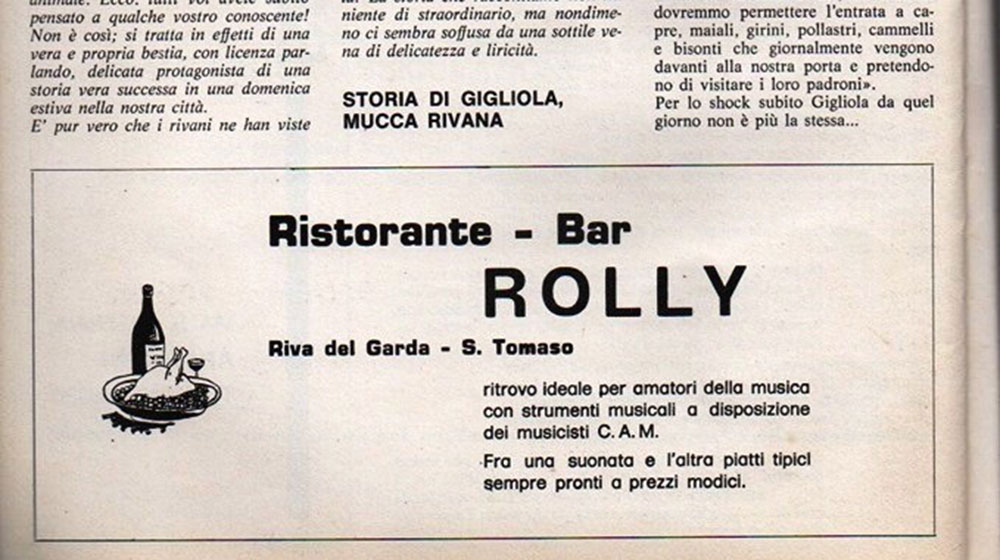 pensato a qualche vostro conoscente!
Non è così; si tratta in effetti di una
vera e propria bestia, con licenza par-
lando, delicata protagonista di una
storia vera successa in una domenica
estiva nella nostra città.
E' pur vero che i rivani ne han viste
niente di straordinario, ma nondime-
no ci sembra soffusa da una sottile ve-
na di delicatezza e liricità.
STORIA DI GIGLIOLA,
MUCCA RIVANA
dovremmo permettere l'entrata a ca-
pre, maiali, girini, pollastri, cammelli
e bisonti che giornalmente vengono
davanti alla nostra porta e pretendo-
no di visitare i loro padroni».
Per lo shock subito Gigliola da quel
giorno non è più la stessa...
Ristorante - Bar
ROLLY
Riva del Garda - S. Tomaso
ritrovo ideale per amatori della musica
con strumenti musicali a disposizione
dei musicisti C.A.M.
Fra una suonata e l'altra piatti tipici
sempre pronti a prezzi modici.